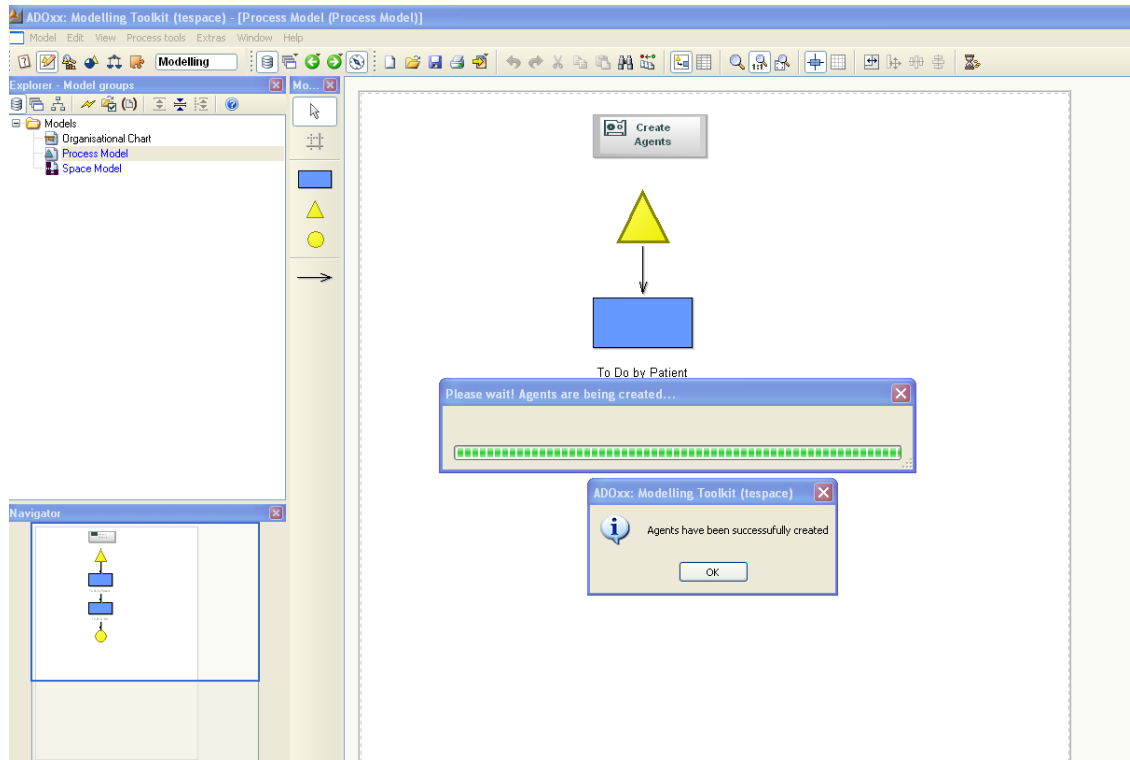 ADOxx: Modelling Toolkit (tespace) - [Process Model (Process Model)]
Model Edit View Process tools Extras Window Help
Modelling
Explorer - Model groups
Mo...
Models
Organisational Chart
Process Model
Space Model
Create
Agents
To Do by Patient
Please wait! Agents are being created...
ADOxx: Modelling Toolkit (tespace)
Agents have been successufully created
OK
Navigator